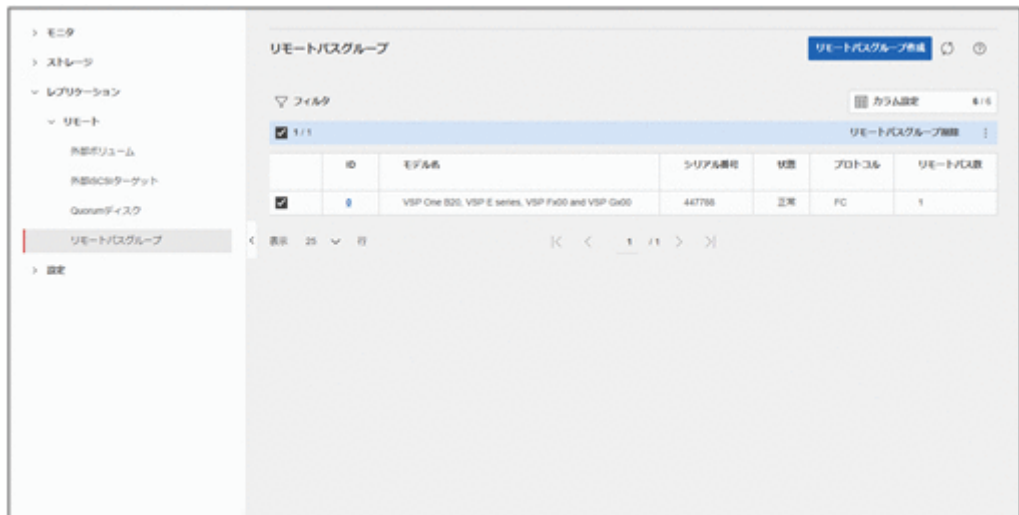 モニタ
ストレージ
レプリケーション
リモート
外部ボリューム
外部iSCSIターゲット
Quorumディスク
リモートパスグループ
設定
リモートパスグループ
リモートパスグループ作成
フィルタ
カラム設定 6 / 6
1 / 1 リモートパスグループ削除
ID モデル名 シリアル番号 状態 プロトコル リモートパス数
0 VSP One B20, VSP E series, VSP Fx00 and VSP Gx00 447766 正常 FC 1
表示 25 行 1 / 1